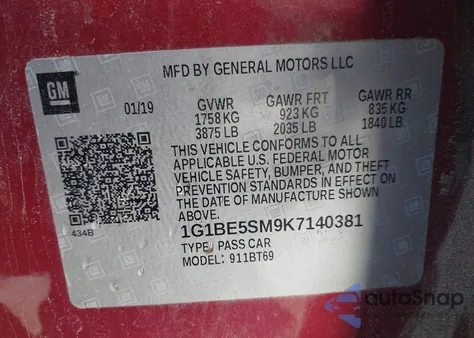 MFD BY GENERAL MOTORS LLC
GM
01/19 GVWR GAWR FRT GAWR RR
1758 KG 923 KG 835 KG
3875 LB 2035 LB 1840 LB
THIS VEHICLE CONFORMS TO ALL
APPLICABLE U.S. FEDERAL MOTOR
VEHICLE SAFETY, BUMPER, AND THEFT
PREVENTION STANDARDS IN EFFECT ON
THE DATE OF MANUFACTURE SHOWN
ABOVE.
434B
1G1BE5SM9K7140381
TYPE: PASS CAR
MODEL: 911BT69
autoSnap